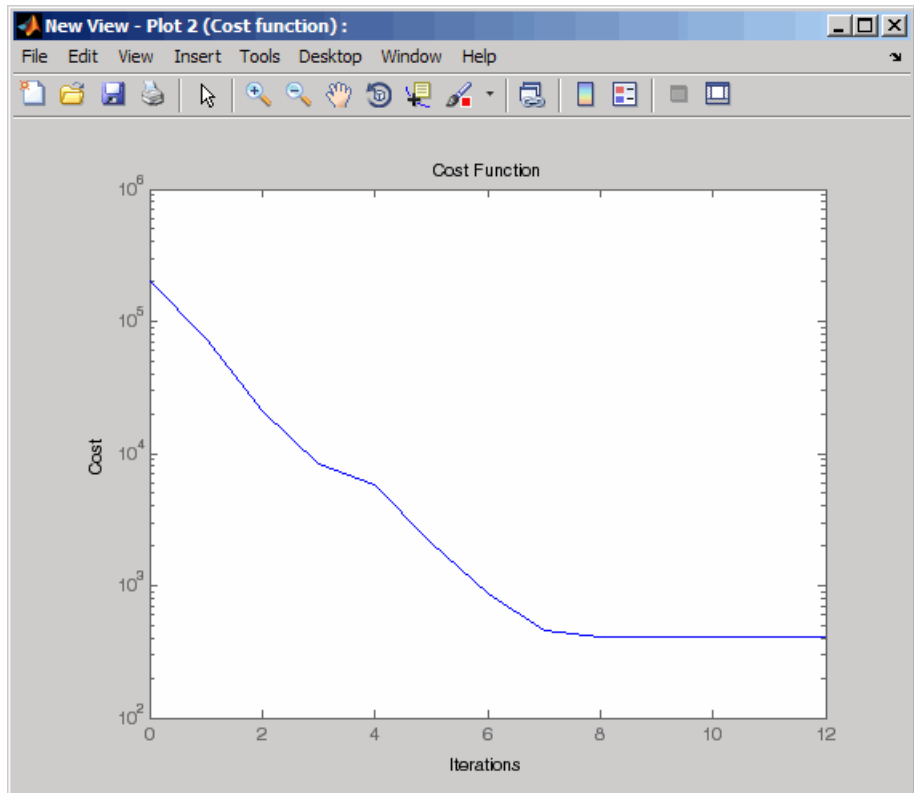 New View - Plot 2 (Cost function) :
File Edit View Insert Tools Desktop Window Help
Cost Function
10^6
10^5
10^4
10^3
10^2
Cost
0 2 4 6 8 10 12
Iterations